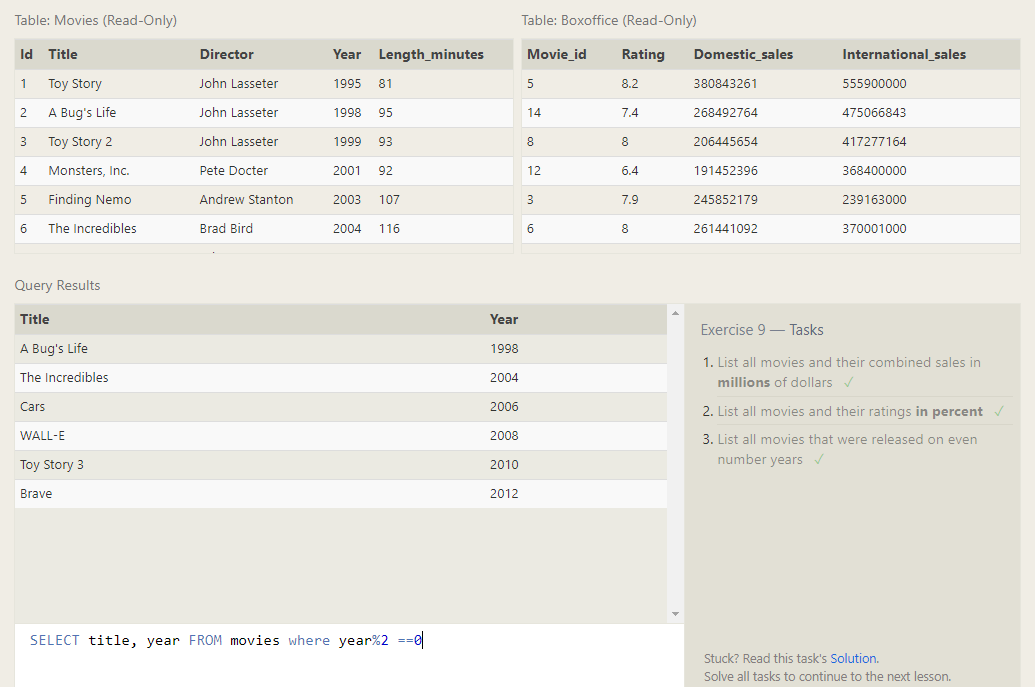 Table: Movies (Read-Only)
Id Title Director Year Length_minutes
1 Toy Story John Lasseter 1995 81
2 A Bug's Life John Lasseter 1998 95
3 Toy Story 2 John Lasseter 1999 93
4 Monsters, Inc. Pete Docter 2001 92
5 Finding Nemo Andrew Stanton 2003 107
6 The Incredibles Brad Bird 2004 116
Table: Boxoffice (Read-Only)
Movie_id Rating Domestic_sales International_sales
5 8.2 380843261 555900000
14 7.4 268492764 475066843
8 8 206445654 417277164
12 6.4 191452396 368400000
3 7.9 245852179 239163000
6 8 261441092 370001000
Query Results
Title Year
A Bug's Life 1998
The Incredibles 2004
Cars 2006
WALL-E 2008
Toy Story 3 2010
Brave 2012
SELECT title, year FROM movies where year%2 ==0
Exercise 9 — Tasks
1. List all movies and their combined sales in
millions of dollars ✓
2. List all movies and their ratings in percent ✓
3. List all movies that were released on even
number years ✓
Stuck? Read this task's Solution.
Solve all tasks to continue to the next lesson.